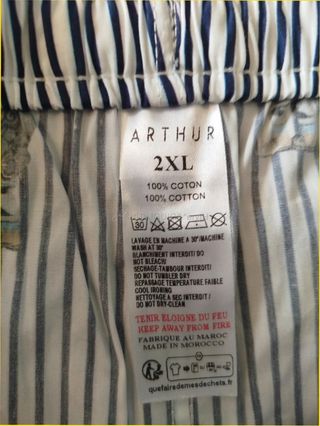 ARTHUR
2XL
100% COTON
100% COTTON
30
LAVAGE EN MACHINE A 30°/MACHINE
WASH AT 30°
BLANCHIMENT INTERDIT/ DO
NOT BLEACH/
SECHAGE-TAMBOUR INTERDIT/
DO NOT TUMBLE DRY
REPASSAGE TEMPERATURE FAIBLE
COOL IRONING
NETTOYAGE A SEC INTERDIT /
DO NOT DRY-CLEAN
TENIR ELOIGNE DU FEU
KEEP AWAY FROM FIRE
FABRIQUE AU MAROC
MADE IN MOROCCO
quefairedemesdechets.fr